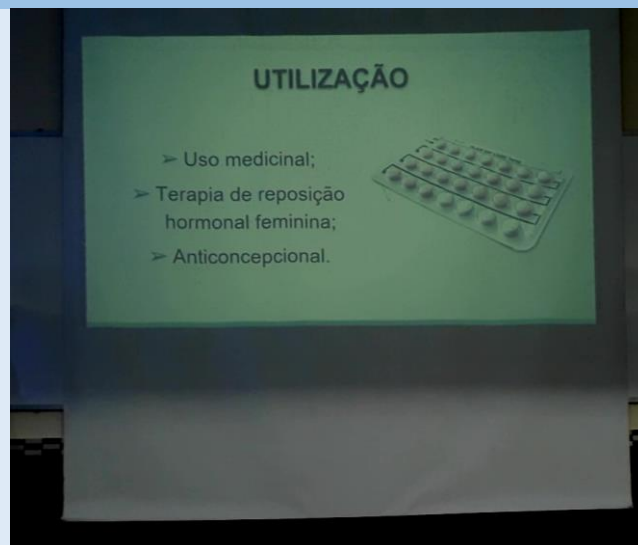 UTILIZAÇÃO
➢ Uso medicinal;
➢ Terapia de reposição
hormonal feminina;
➢ Anticoncepcional.